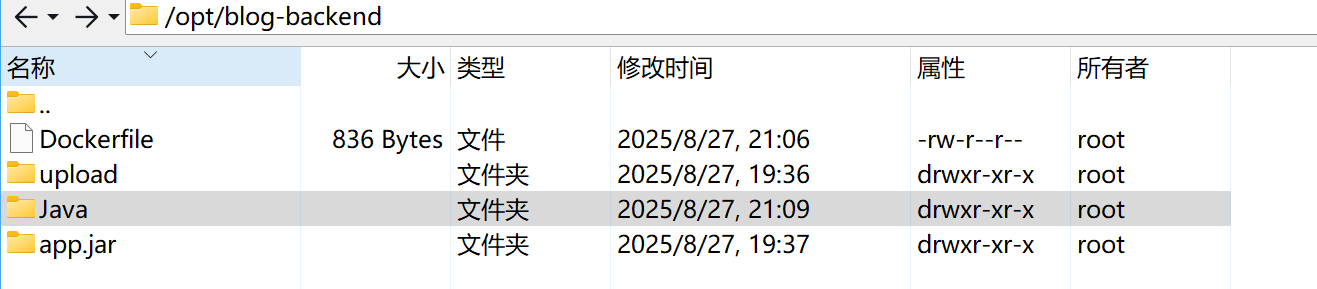 /opt/blog-backend
名称 大小 类型 修改时间 属性 所有者
..
Dockerfile 836 Bytes 文件 2025/8/27, 21:06 -rw-r--r-- root
upload 文件夹 2025/8/27, 19:36 drwxr-xr-x root
Java 文件夹 2025/8/27, 21:09 drwxr-xr-x root
app.jar 文件夹 2025/8/27, 19:37 drwxr-xr-x root